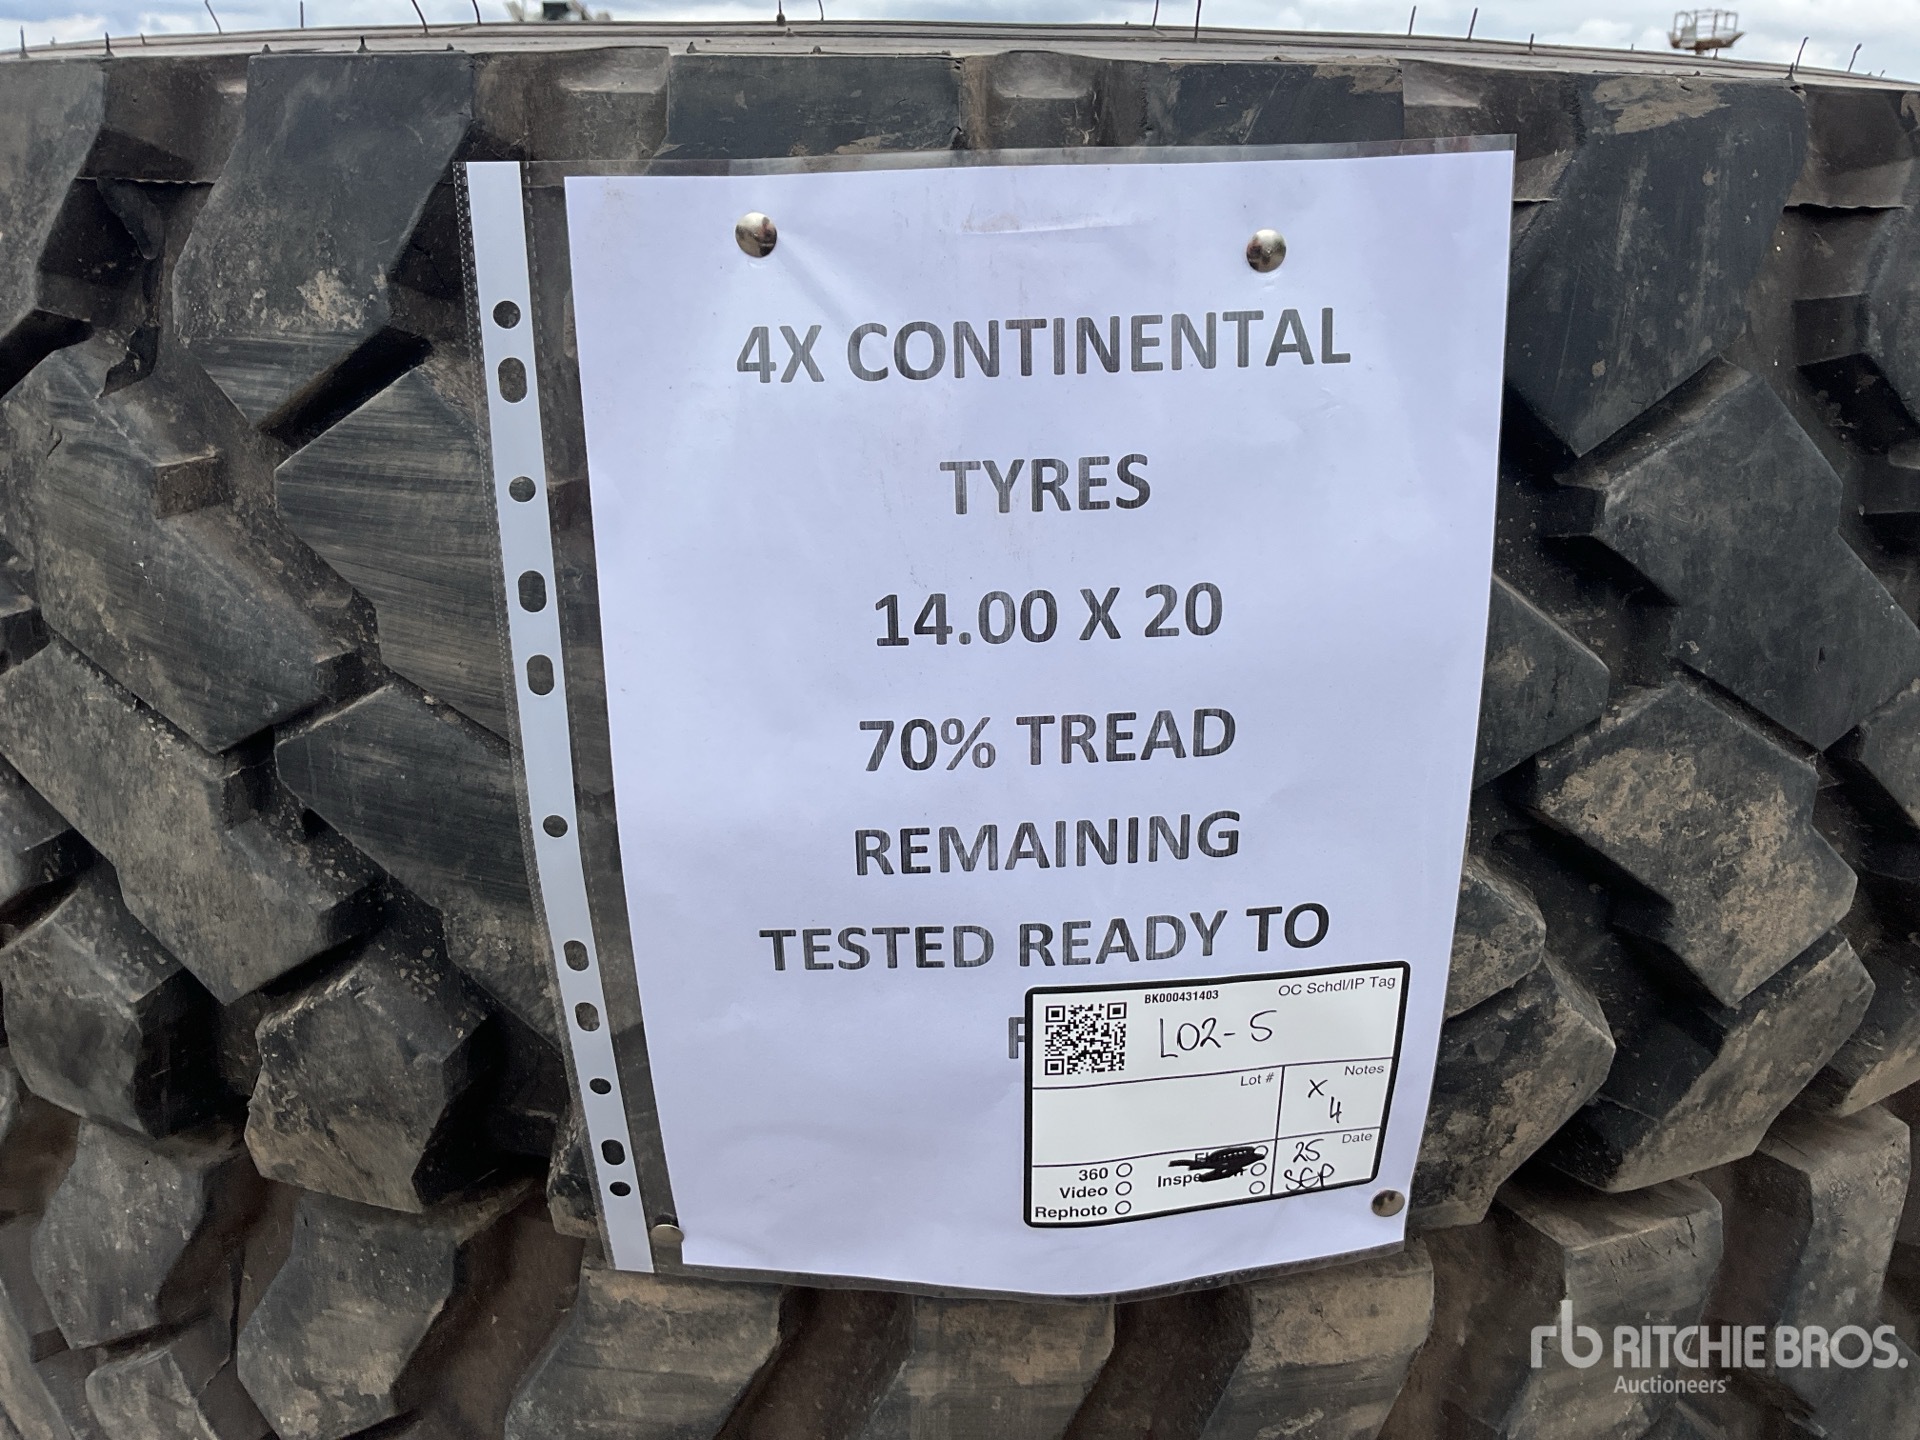 4X CONTINENTAL
TYRES
14.00 X 20
70% TREAD
REMAINING
TESTED READY TO
BK000431403
OC Schdl/IP Tag
L02-5
Lot #
Notes
X
4
Date
25
SEP
360
Video
Rephoto
rb RITCHIE BROS.
Auctioneers